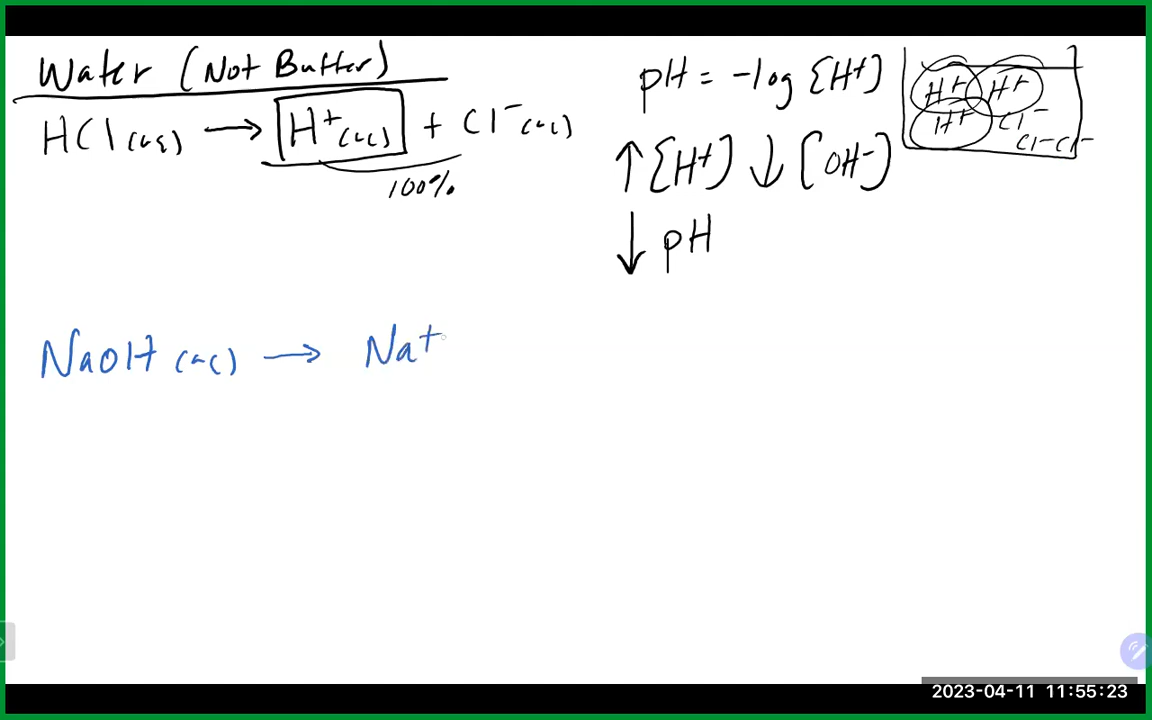 Water (Not Buffer)
HCl(aq) → H⁺(aq) + Cl⁻(aq)
100%
pH = -log [H⁺]
↑[H⁺] ↓[OH⁻]
↓ pH
H⁺ H⁺
H⁺ Cl⁻
Cl⁻ Cl⁻
NaOH(aq) → Na⁺
2023-04-11 11:55:23